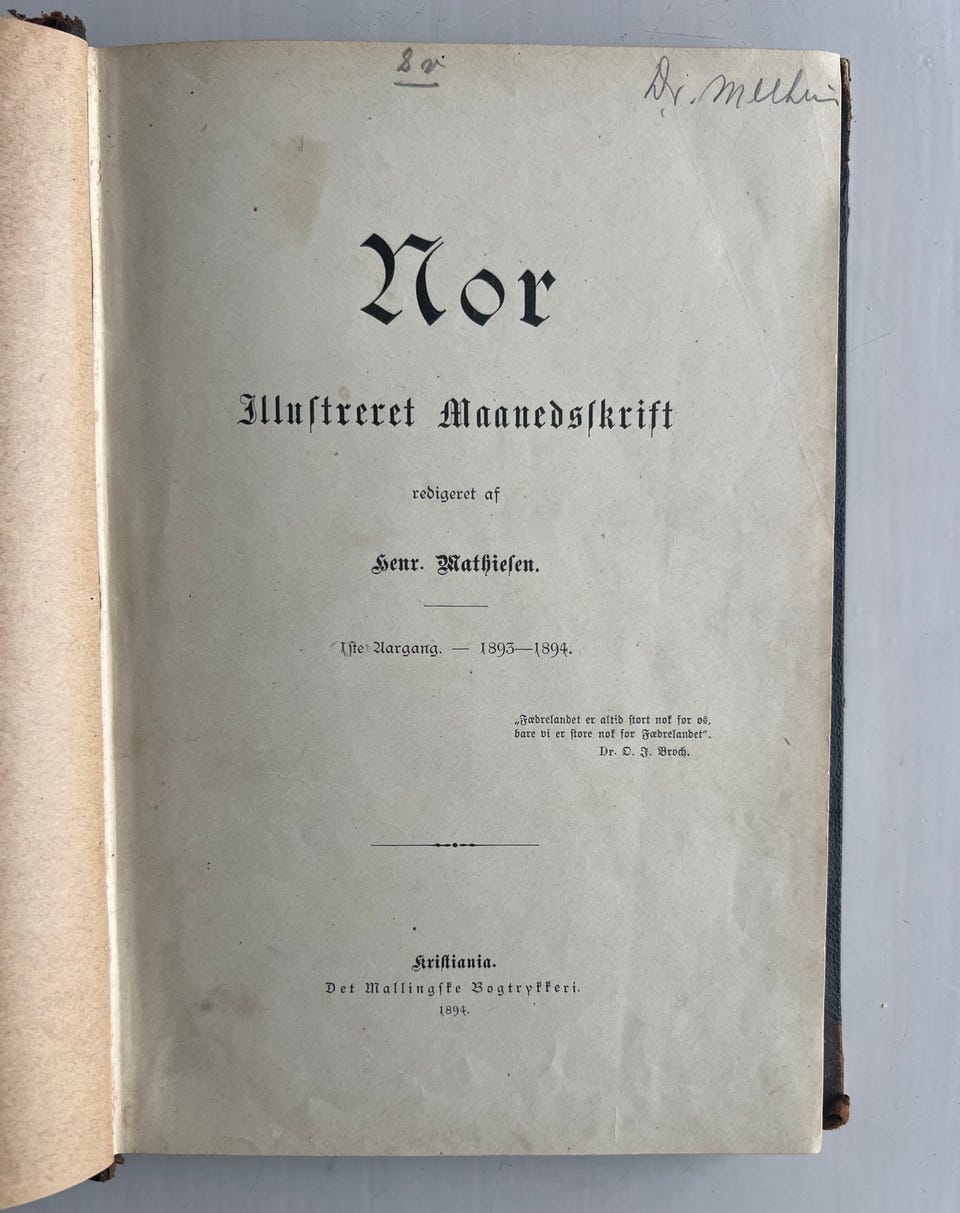 Dr.
Nor
Illustreret Maanedsskrift
redigeret af
Henr. Mathiesen.
1ste Aargang. — 1893—1894.
„Fædrelandet er altid stort nok for os,
bare vi er store nok for Fædrelandet".
Dr. O. J. Broch.
Kristiania.
Det Mallingske Bogtrykkeri.
1894.